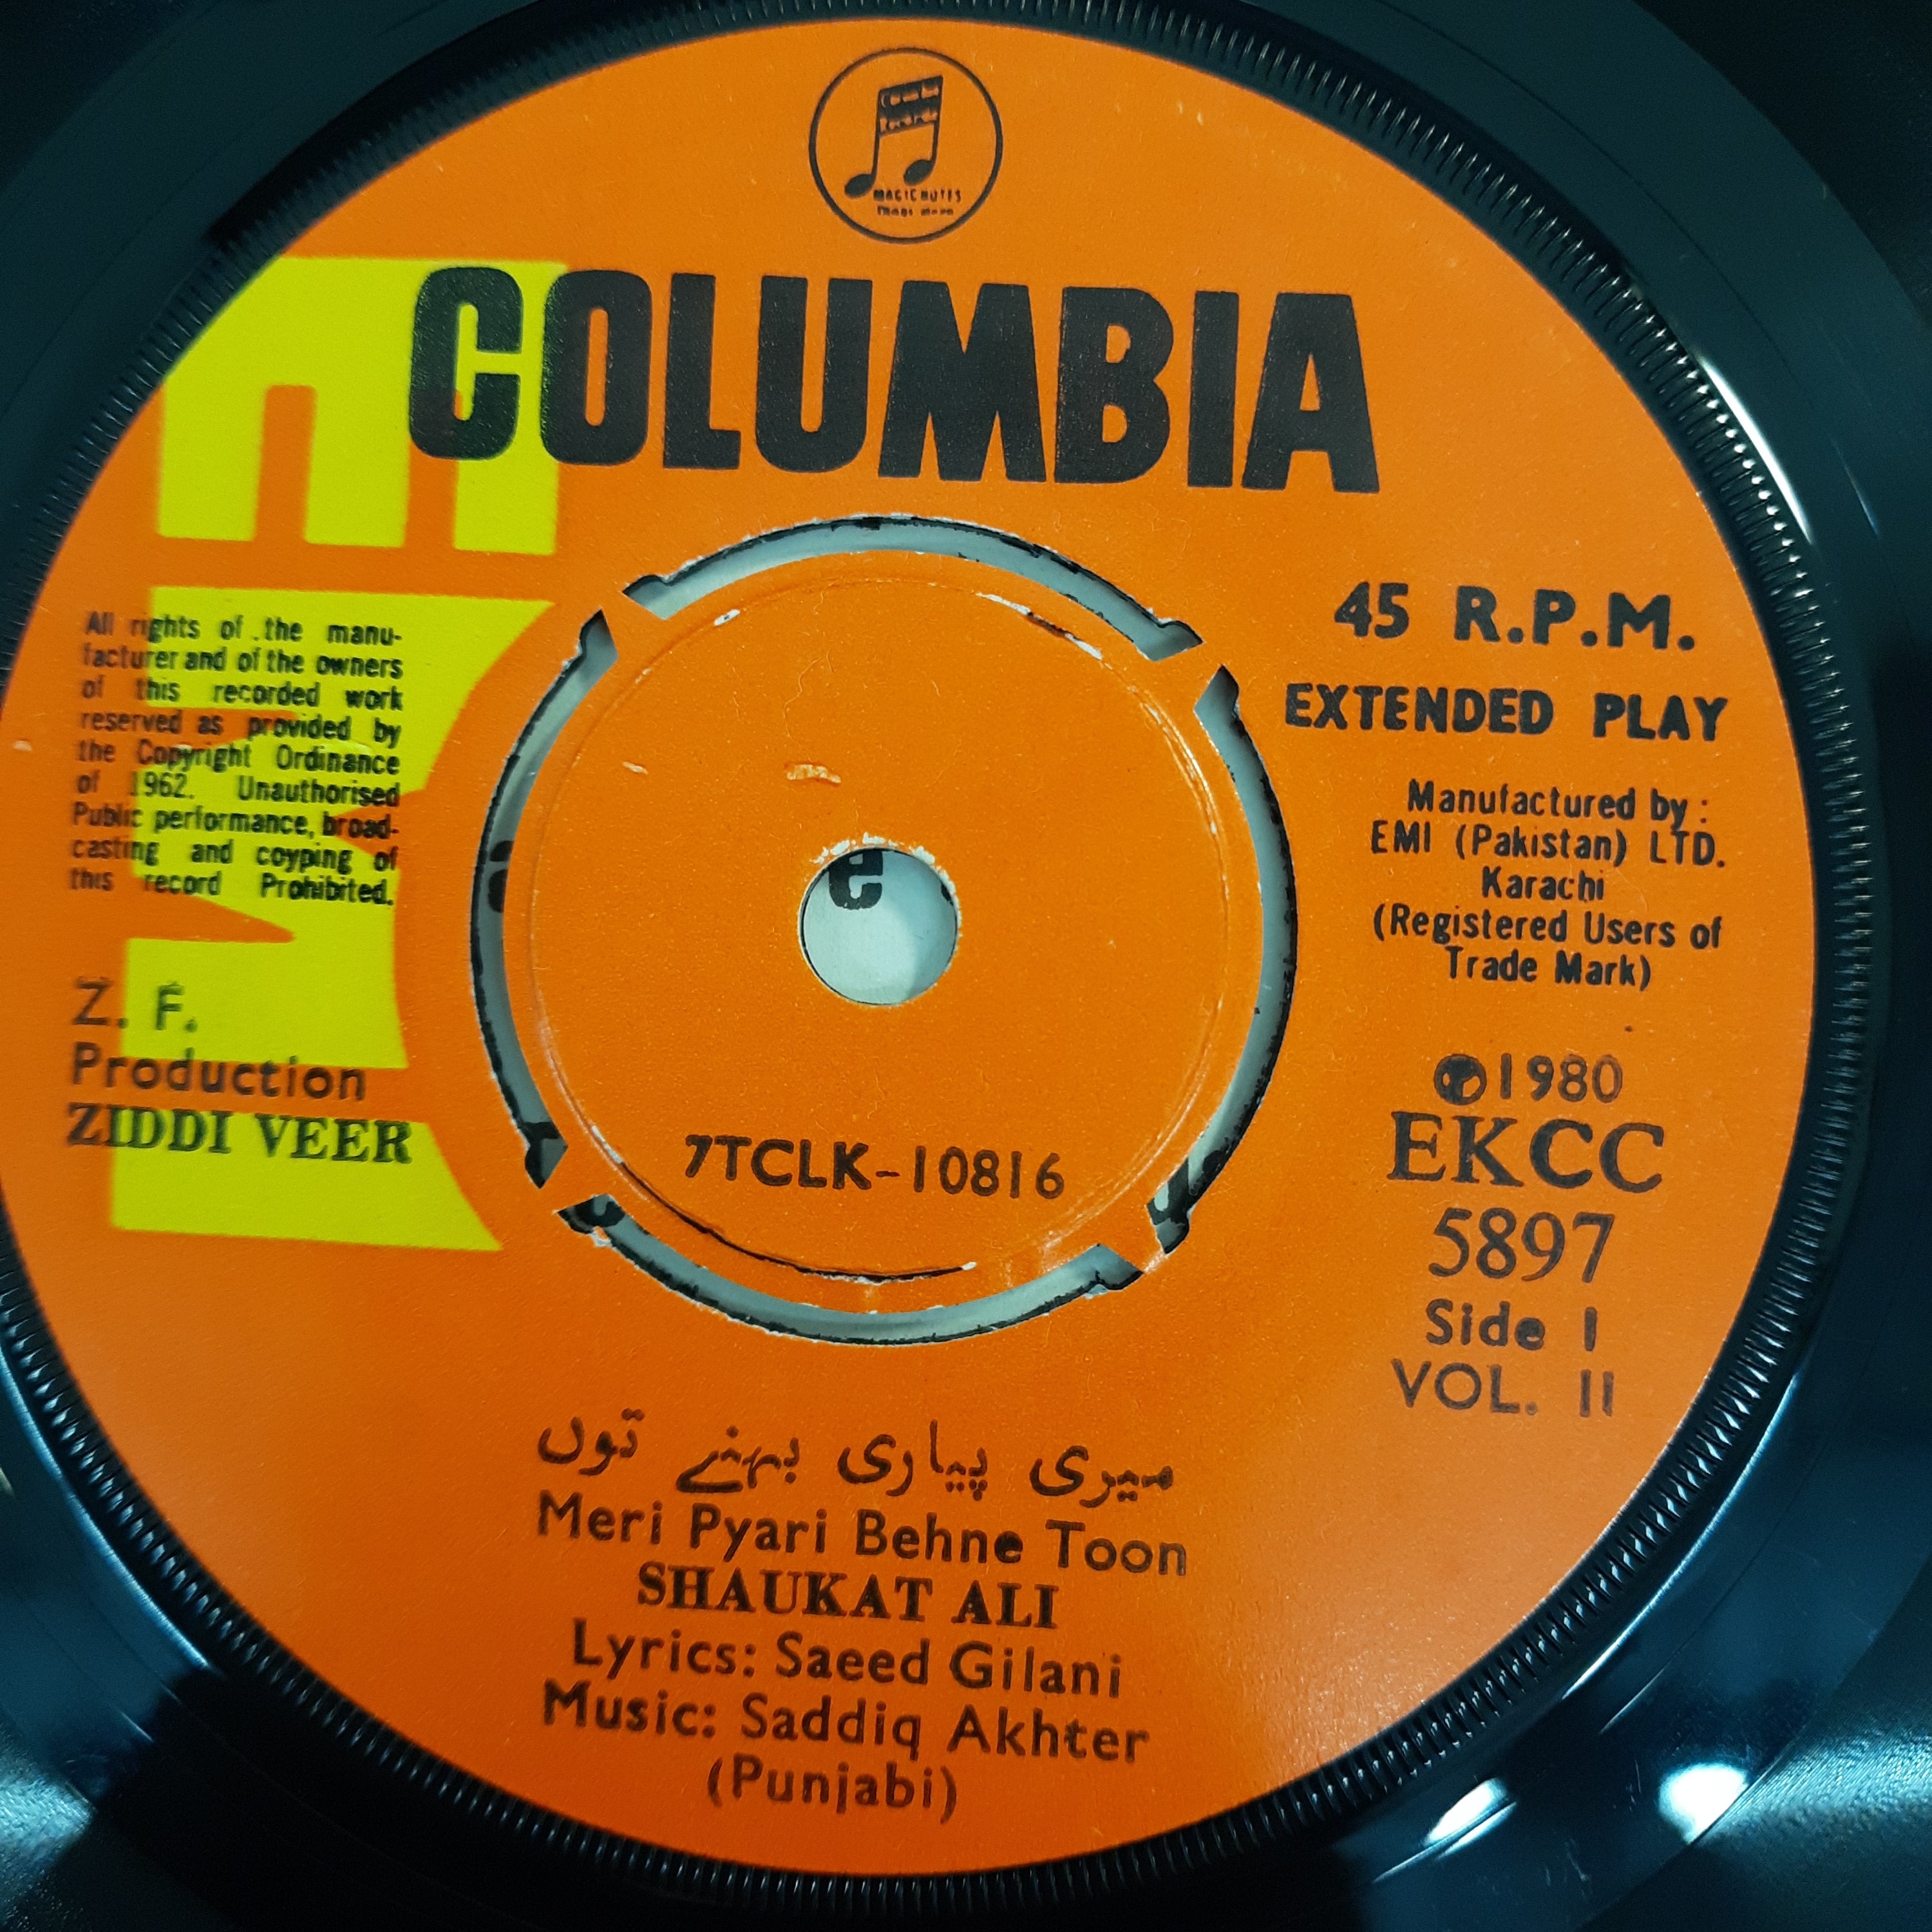 MAGIC NOTES
COLUMBIA
EMI
All rights of the manu-
facturer and of the owners
of this recorded work
reserved as provided by
the Copyright Ordinance
of 1962. Unauthorised
Public performance, broad-
casting and coyping of
this record Prohibited.
Z. F.
Production
ZIDDI VEER
45 R.P.M.
EXTENDED PLAY
Manufactured by :
EMI (Pakistan) LTD.
Karachi
(Registered Users of
Trade Mark)
℗1980
EKCC
5897
Side I
VOL. II
7TCLK-10816
میری پیاری بہنے توں
Meri Pyari Behne Toon
SHAUKAT ALI
Lyrics: Saeed Gilani
Music: Saddiq Akhter
(Punjabi)